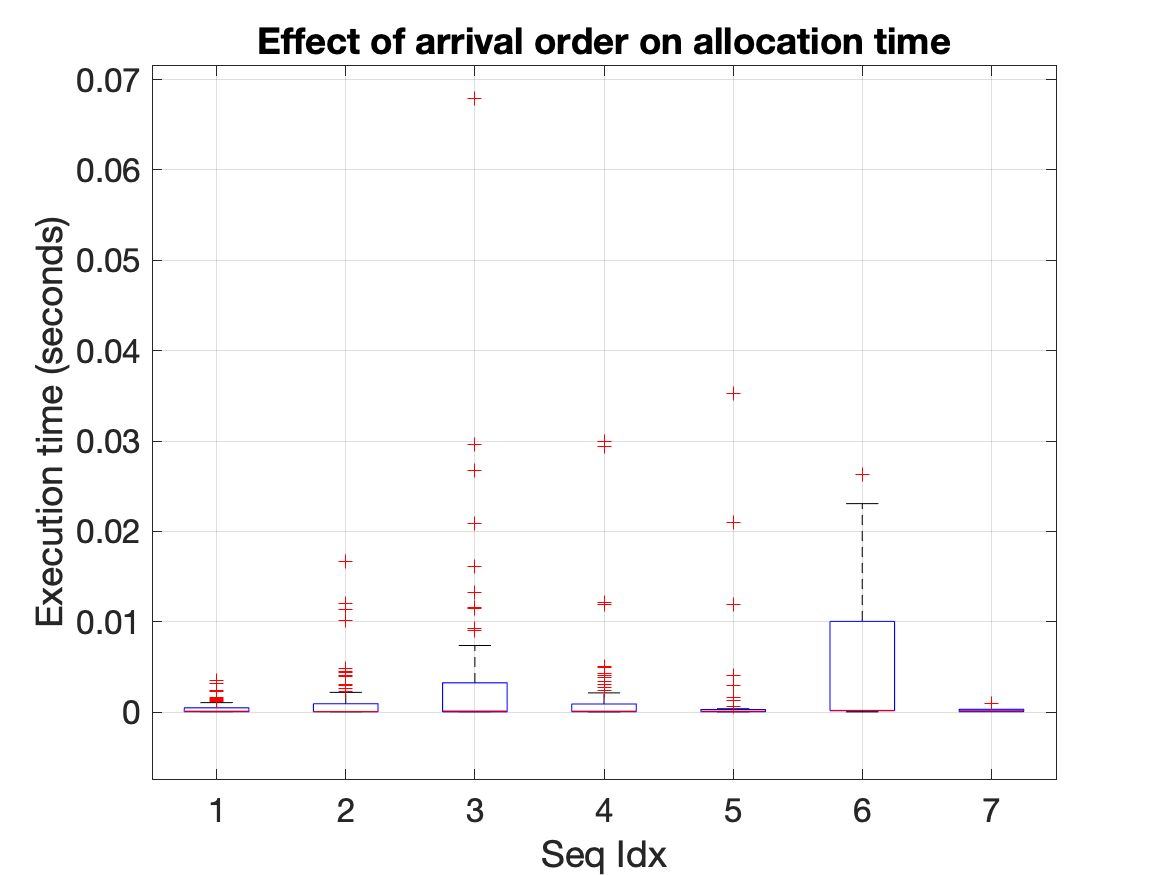 Effect of arrival order on allocation time
Execution time (seconds)
0.07
0.06
0.05
0.04
0.03
0.02
0.01
0
1 2 3 4 5 6 7
Seq Idx